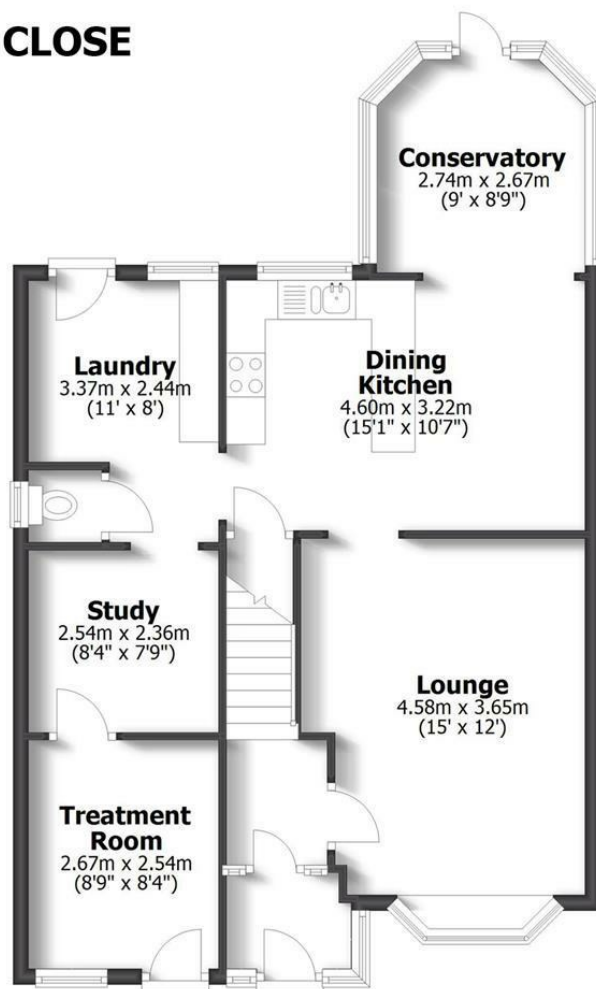 CLOSE
Conservatory
2.74m x 2.67m
(9' x 8'9")
Laundry
3.37m x 2.44m
(11' x 8')
Dining
Kitchen
4.60m x 3.22m
(15'1" x 10'7")
Study
2.54m x 2.36m
(8'4" x 7'9")
Lounge
4.58m x 3.65m
(15' x 12')
Treatment
Room
2.67m x 2.54m
(8'9" x 8'4")